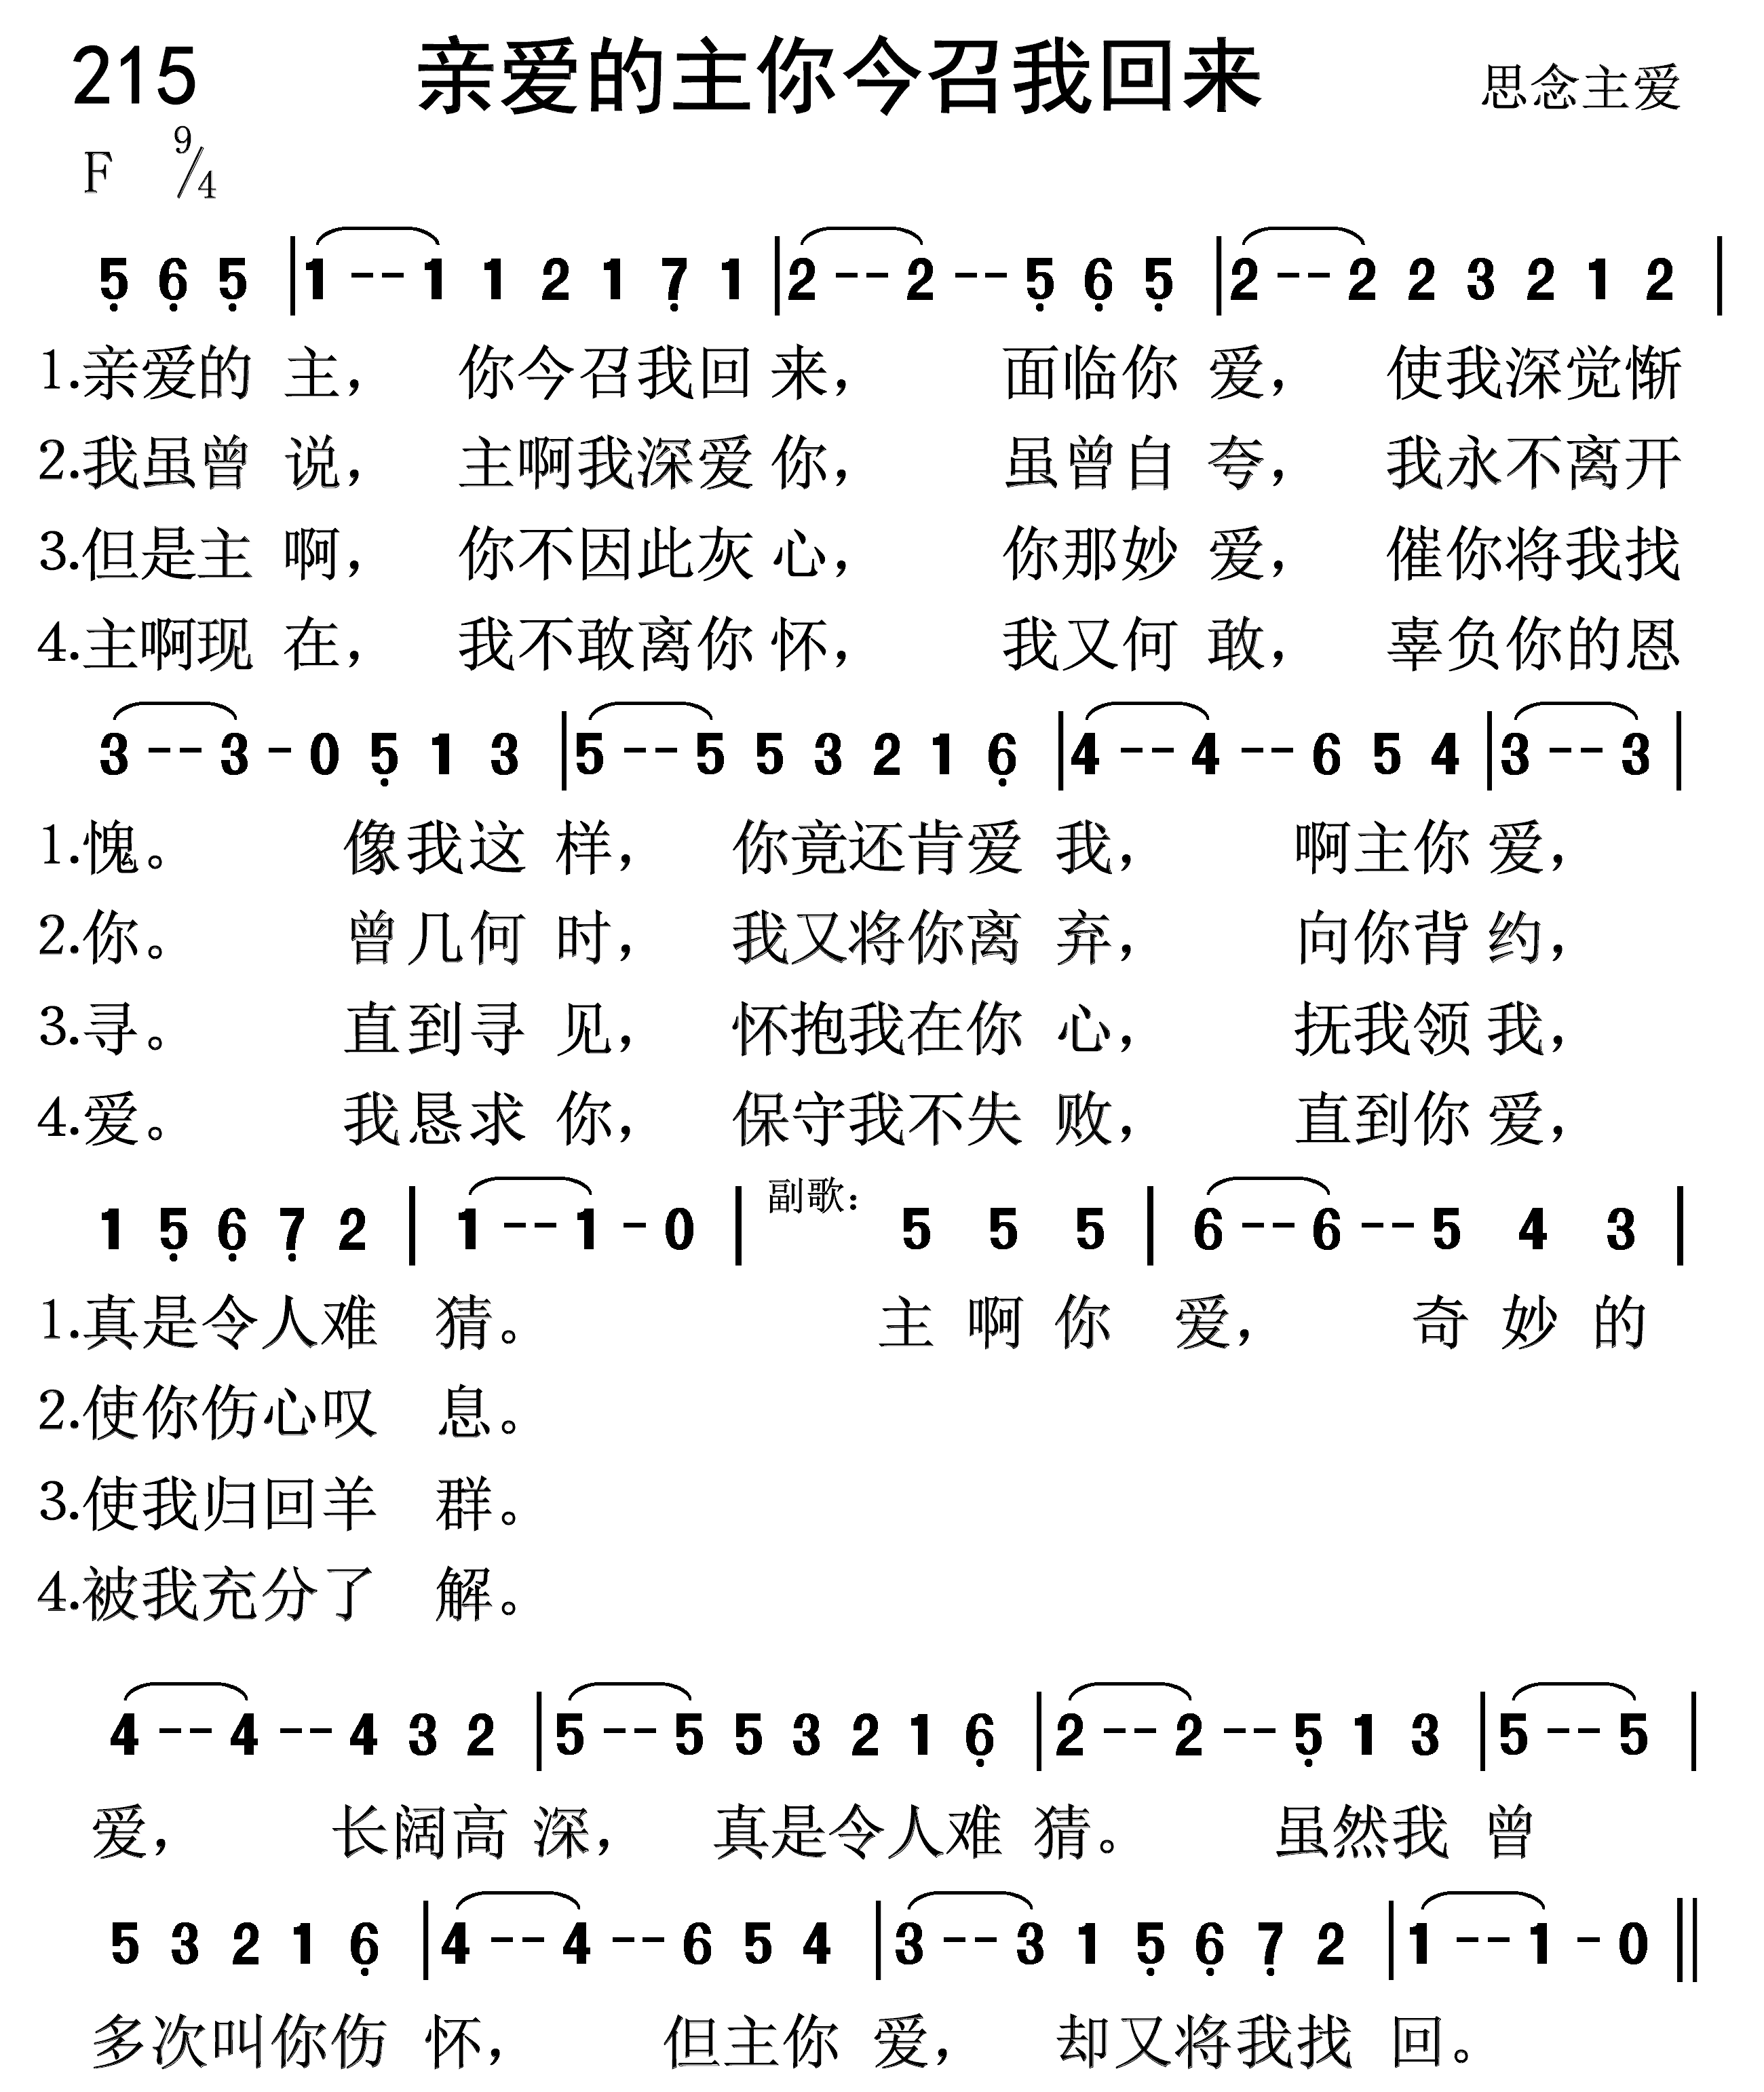 215 亲爱的主你今召我回来 思念主爱
F 9/4
5̣ 6̣ 5̣ | 1 - - 1 1 2 1 7̣ 1 | 2 - - 2 - - 5̣ 6̣ 5̣ | 2 - - 2 2 3 2 1 2 |
1.亲爱的 主， 你今召我回 来， 面临你 爱， 使我深觉惭
2.我虽曾 说， 主啊我深爱 你， 虽曾自 夸， 我永不离开
3.但是主 啊， 你不因此灰 心， 你那妙 爱， 催你将我找
4.主啊现 在， 我不敢离你 怀， 我又何 敢， 辜负你的恩
3 - - 3 - 0 5̣ 1 3 | 5 - - 5 5 3 2 1 6̣ | 4 - - 4 - - 6 5 4 | 3 - - 3 |
1.愧。 像我这 样， 你竟还肯爱 我， 啊主你 爱，
2.你。 曾几何 时， 我又将你离 弃， 向你背 约，
3.寻。 直到寻 见， 怀抱我在你 心， 抚我领 我，
4.爱。 我恳求 你， 保守我不失 败， 直到你 爱，
1 5̣ 6̣ 7̣ 2 | 1 - - 1 - 0 | 副歌： 5 5 5 | 6 - - 6 - - 5 4 3 |
1.真是令人难 猜。 主 啊 你 爱， 奇 妙 的
2.使你伤心叹 息。
3.使我归回羊 群。
4.被我充分了 解。
4 - - 4 - - 4 3 2 | 5 - - 5 5 3 2 1 6̣ | 2 - - 2 - - 5̣ 1 3 | 5 - - 5 |
爱， 长阔高 深， 真是令人难 猜。 虽然我 曾
5 3 2 1 6̣ | 4 - - 4 - - 6 5 4 | 3 - - 3 1 5̣ 6̣ 7̣ 2 | 1 - - 1 - 0 ||
多次叫你伤 怀， 但主你 爱， 却又将我找 回。